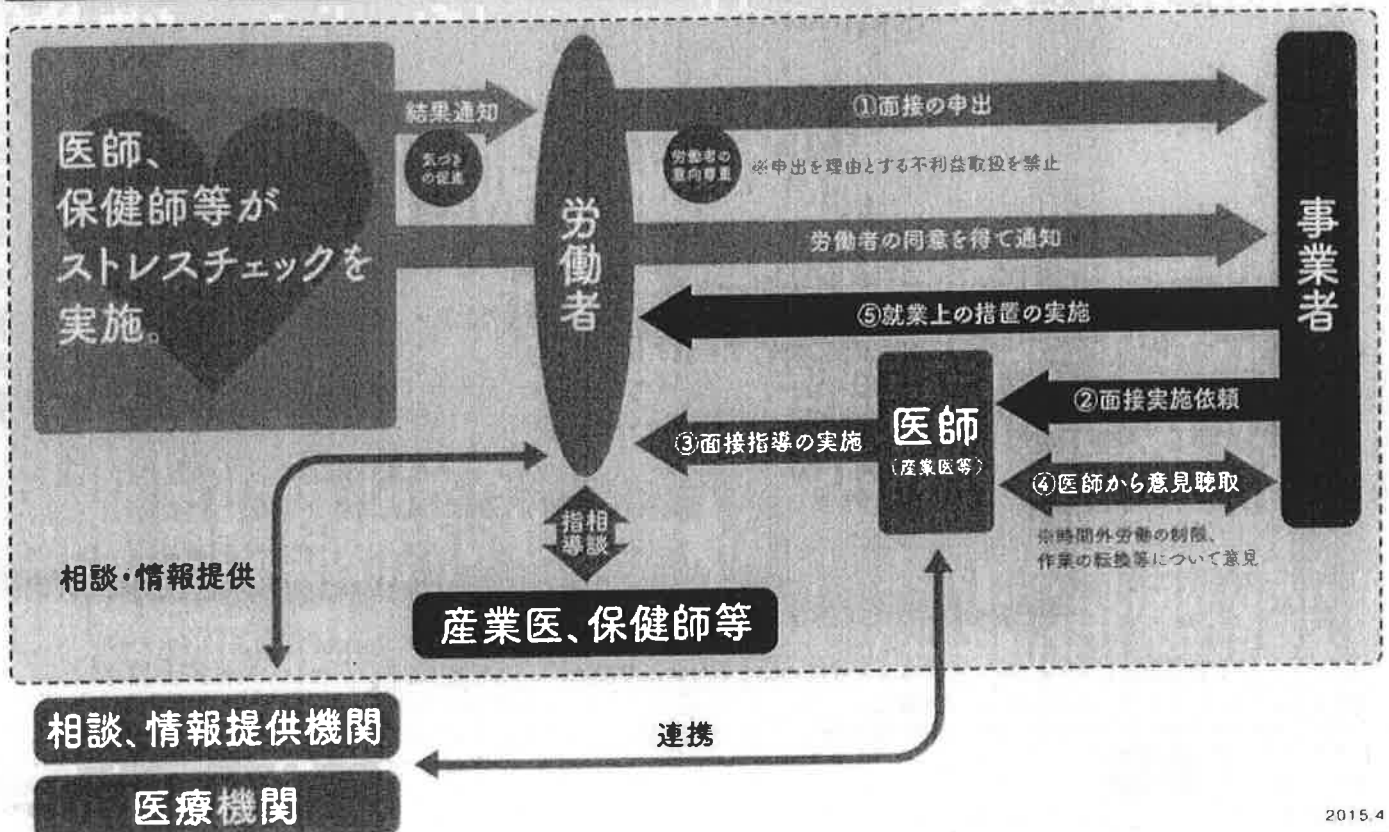 医師、
保健師等が
ストレスチェックを
実施。
結果通知
気づき
の促進
労働者
①面接の申出
労働者の
意向尊重
※申出を理由とする不利益取扱を禁止
労働者の同意を得て通知
⑤就業上の措置の実施
事業者
②面接実施依頼
③面接指導の実施
医師
(産業医等)
④医師から意見聴取
※時間外労働の制限、
作業の転換等について意見
相談
指導
相談・情報提供
産業医、保健師等
相談、情報提供機関
連携
医療機関
2015.4